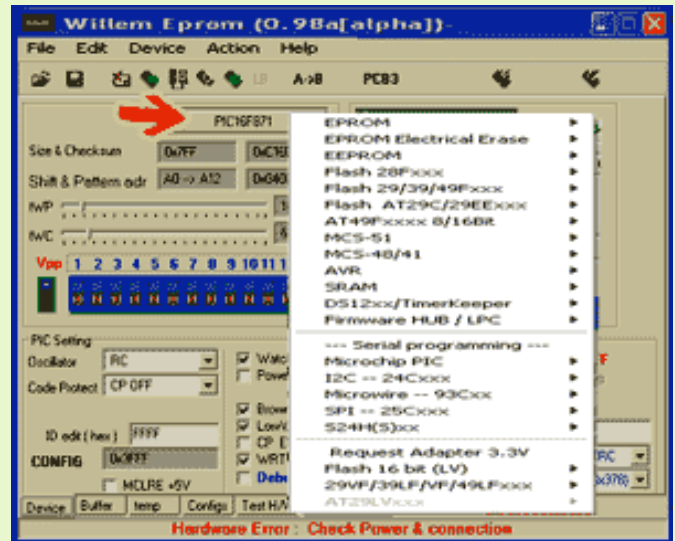 Willem Eprom (0.98a[alpha])-
File Edit Device Action Help
A->B PCB3
PIC16F871
EPROM
EPROM Electrical Erase
EEPROM
Flash 28Fxxx
Flash 29/39/49Fxxx
Flash AT29C/29EExxx
AT49Fxxxx 8/16Bit
MCS-51
MCS-48/41
AVR
SRAM
DS12xx/TimerKeeper
Firmware HUB / LPC
--- Serial programming ---
Microchip PIC
I2C -- 24Cxxx
Microwire -- 93Cxx
SPI -- 25Cxxx
S24H(S)xx
Request Adapter 3.3V
Flash 16 bit (LV)
29VF/39LF/VF/49LFxxx
AT29LVxxx
Size & Checksum 0x7FF
Shift & Pattern adr A0 -> A12
tWP
tWC
Vpp 1 2 3 4 5 6 7 8 9 10 11 1
PIC Setting
Oscillator RC
Code Protect CP OFF
ID edit ( hex ) FFFF
CONFIG
MCLRE +5V
Device Buffer temp Configu Test H/W
Hardware Error : Check Power & connection